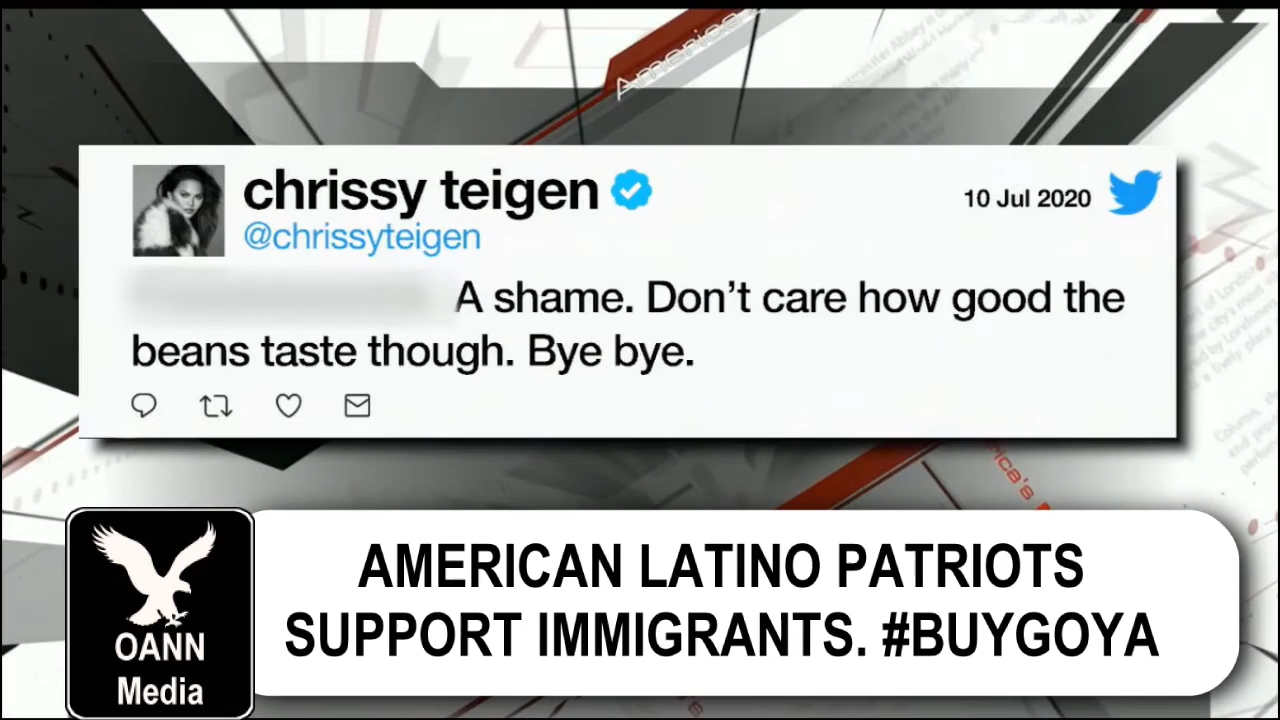 America's
chrissy teigen
@chrissyteigen
10 Jul 2020
A shame. Don't care how good the
beans taste though. Bye bye.
OANN
Media
AMERICAN LATINO PATRIOTS
SUPPORT IMMIGRANTS. #BUYGOYA